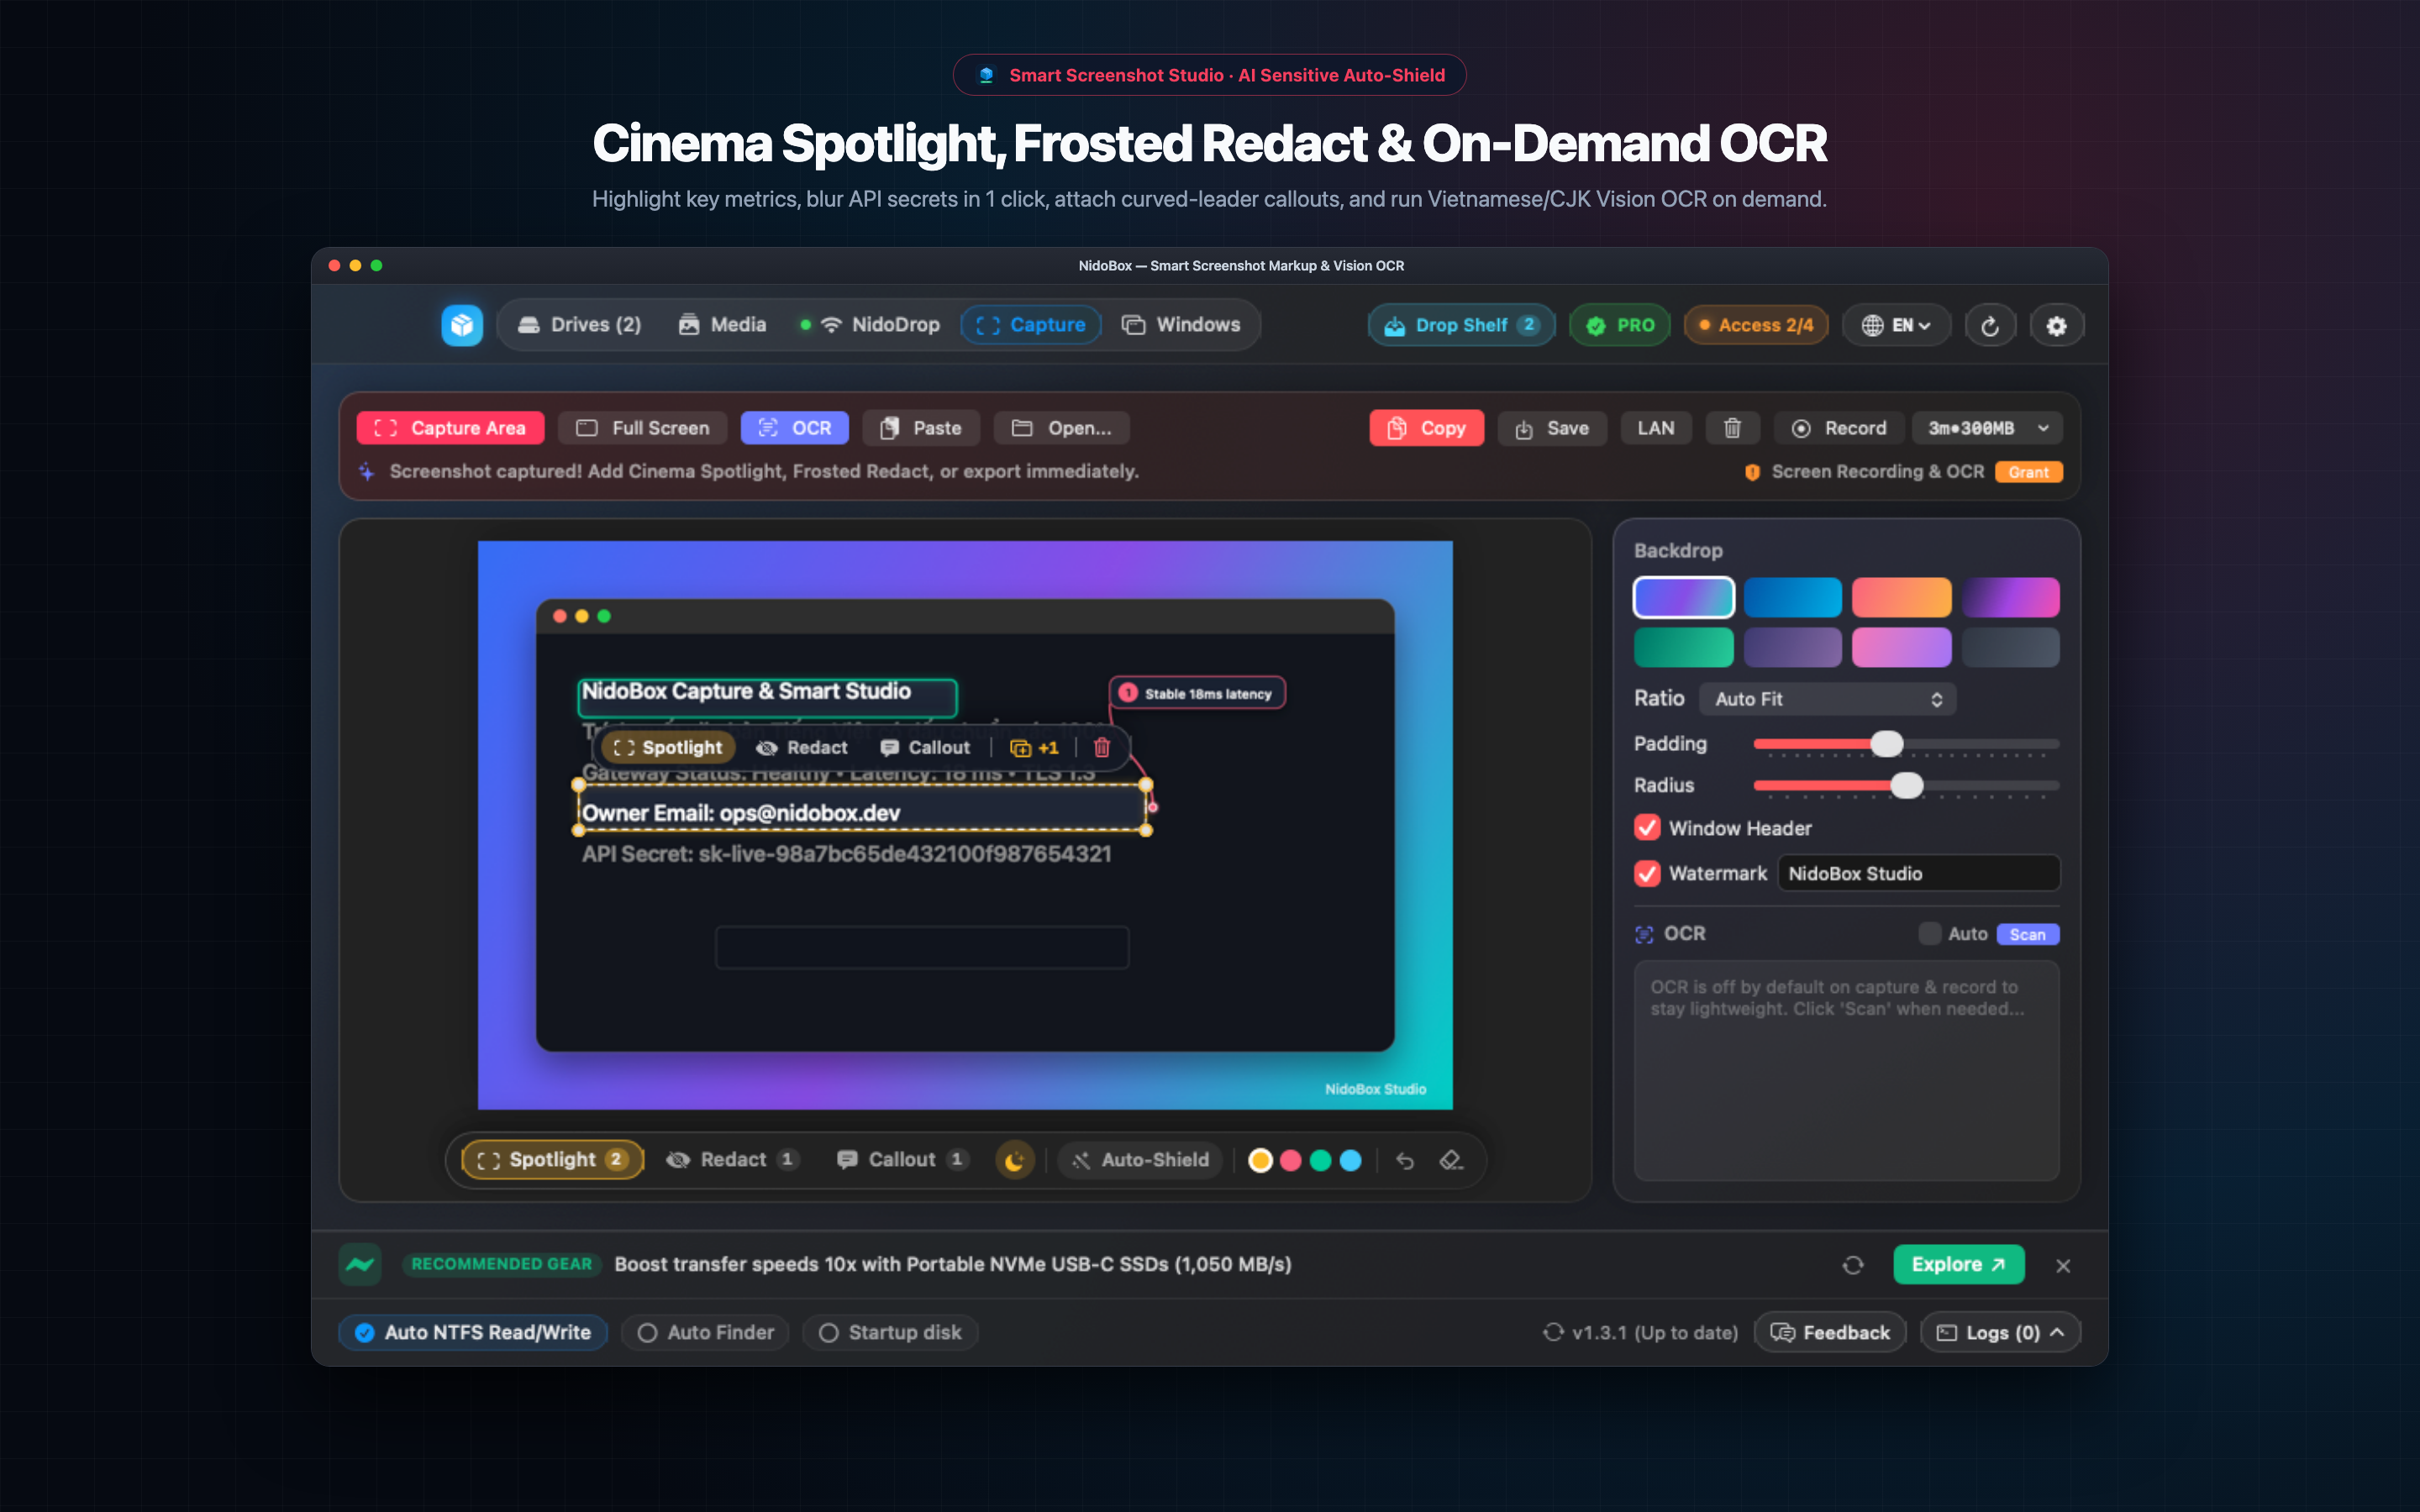 Smart Screenshot Studio · AI Sensitive Auto-Shield
Cinema Spotlight, Frosted Redact & On-Demand OCR
Highlight key metrics, blur API secrets in 1 click, attach curved-leader callouts, and run Vietnamese/CJK Vision OCR on demand.
NidoBox — Smart Screenshot Markup & Vision OCR
Drives (2) Media NidoDrop Capture Windows Drop Shelf 2 PRO Access 2/4 EN
Capture Area Full Screen OCR Paste Open... Copy Save LAN Record 3m•300MB
Screenshot captured! Add Cinema Spotlight, Frosted Redact, or export immediately. Screen Recording & OCR Grant
NidoBox Capture & Smart Studio
1 Stable 18ms latency
Spotlight Redact Callout +1
Gateway Status: Healthy • Latency: 18 ms • TLS 1.3
Owner Email: ops@nidobox.dev
API Secret: sk-live-98a7bc65de432100f987654321
NidoBox Studio
Spotlight 2 Redact 1 Callout 1 Auto-Shield
Backdrop
Ratio Auto Fit
Padding
Radius
Window Header
Watermark NidoBox Studio
OCR Auto Scan
OCR is off by default on capture & record to
stay lightweight. Click 'Scan' when needed...
RECOMMENDED GEAR Boost transfer speeds 10x with Portable NVMe USB-C SSDs (1,050 MB/s) Explore
Auto NTFS Read/Write Auto Finder Startup disk v1.3.1 (Up to date) Feedback Logs (0)